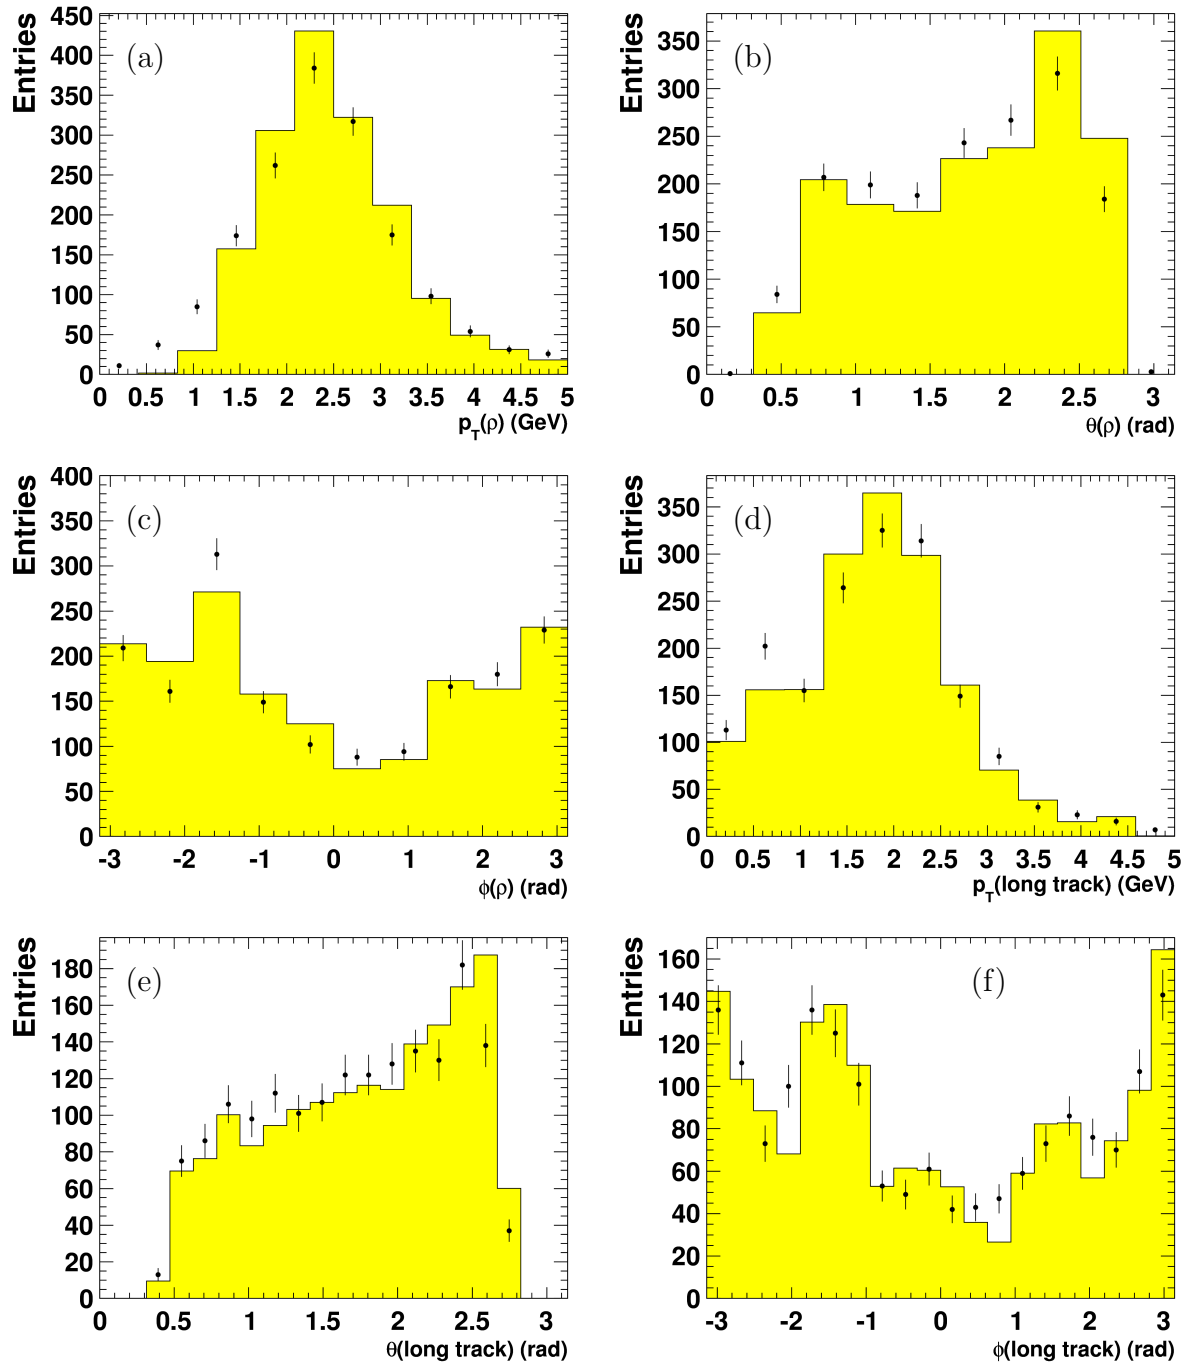 Entries
450
400
350
300
250
200
150
100
50
0
(a)
0 0.5 1 1.5 2 2.5 3 3.5 4 4.5 5
p_T(ρ) (GeV)
Entries
350
300
250
200
150
100
50
0
(b)
0 0.5 1 1.5 2 2.5 3
θ(ρ) (rad)
Entries
400
350
300
250
200
150
100
50
0
(c)
-3 -2 -1 0 1 2 3
ϕ(ρ) (rad)
Entries
350
300
250
200
150
100
50
0
(d)
0 0.5 1 1.5 2 2.5 3 3.5 4 4.5 5
p_T(long track) (GeV)
Entries
180
160
140
120
100
80
60
40
20
0
(e)
0 0.5 1 1.5 2 2.5 3
θ(long track) (rad)
Entries
160
140
120
100
80
60
40
20
0
(f)
-3 -2 -1 0 1 2 3
ϕ(long track) (rad)